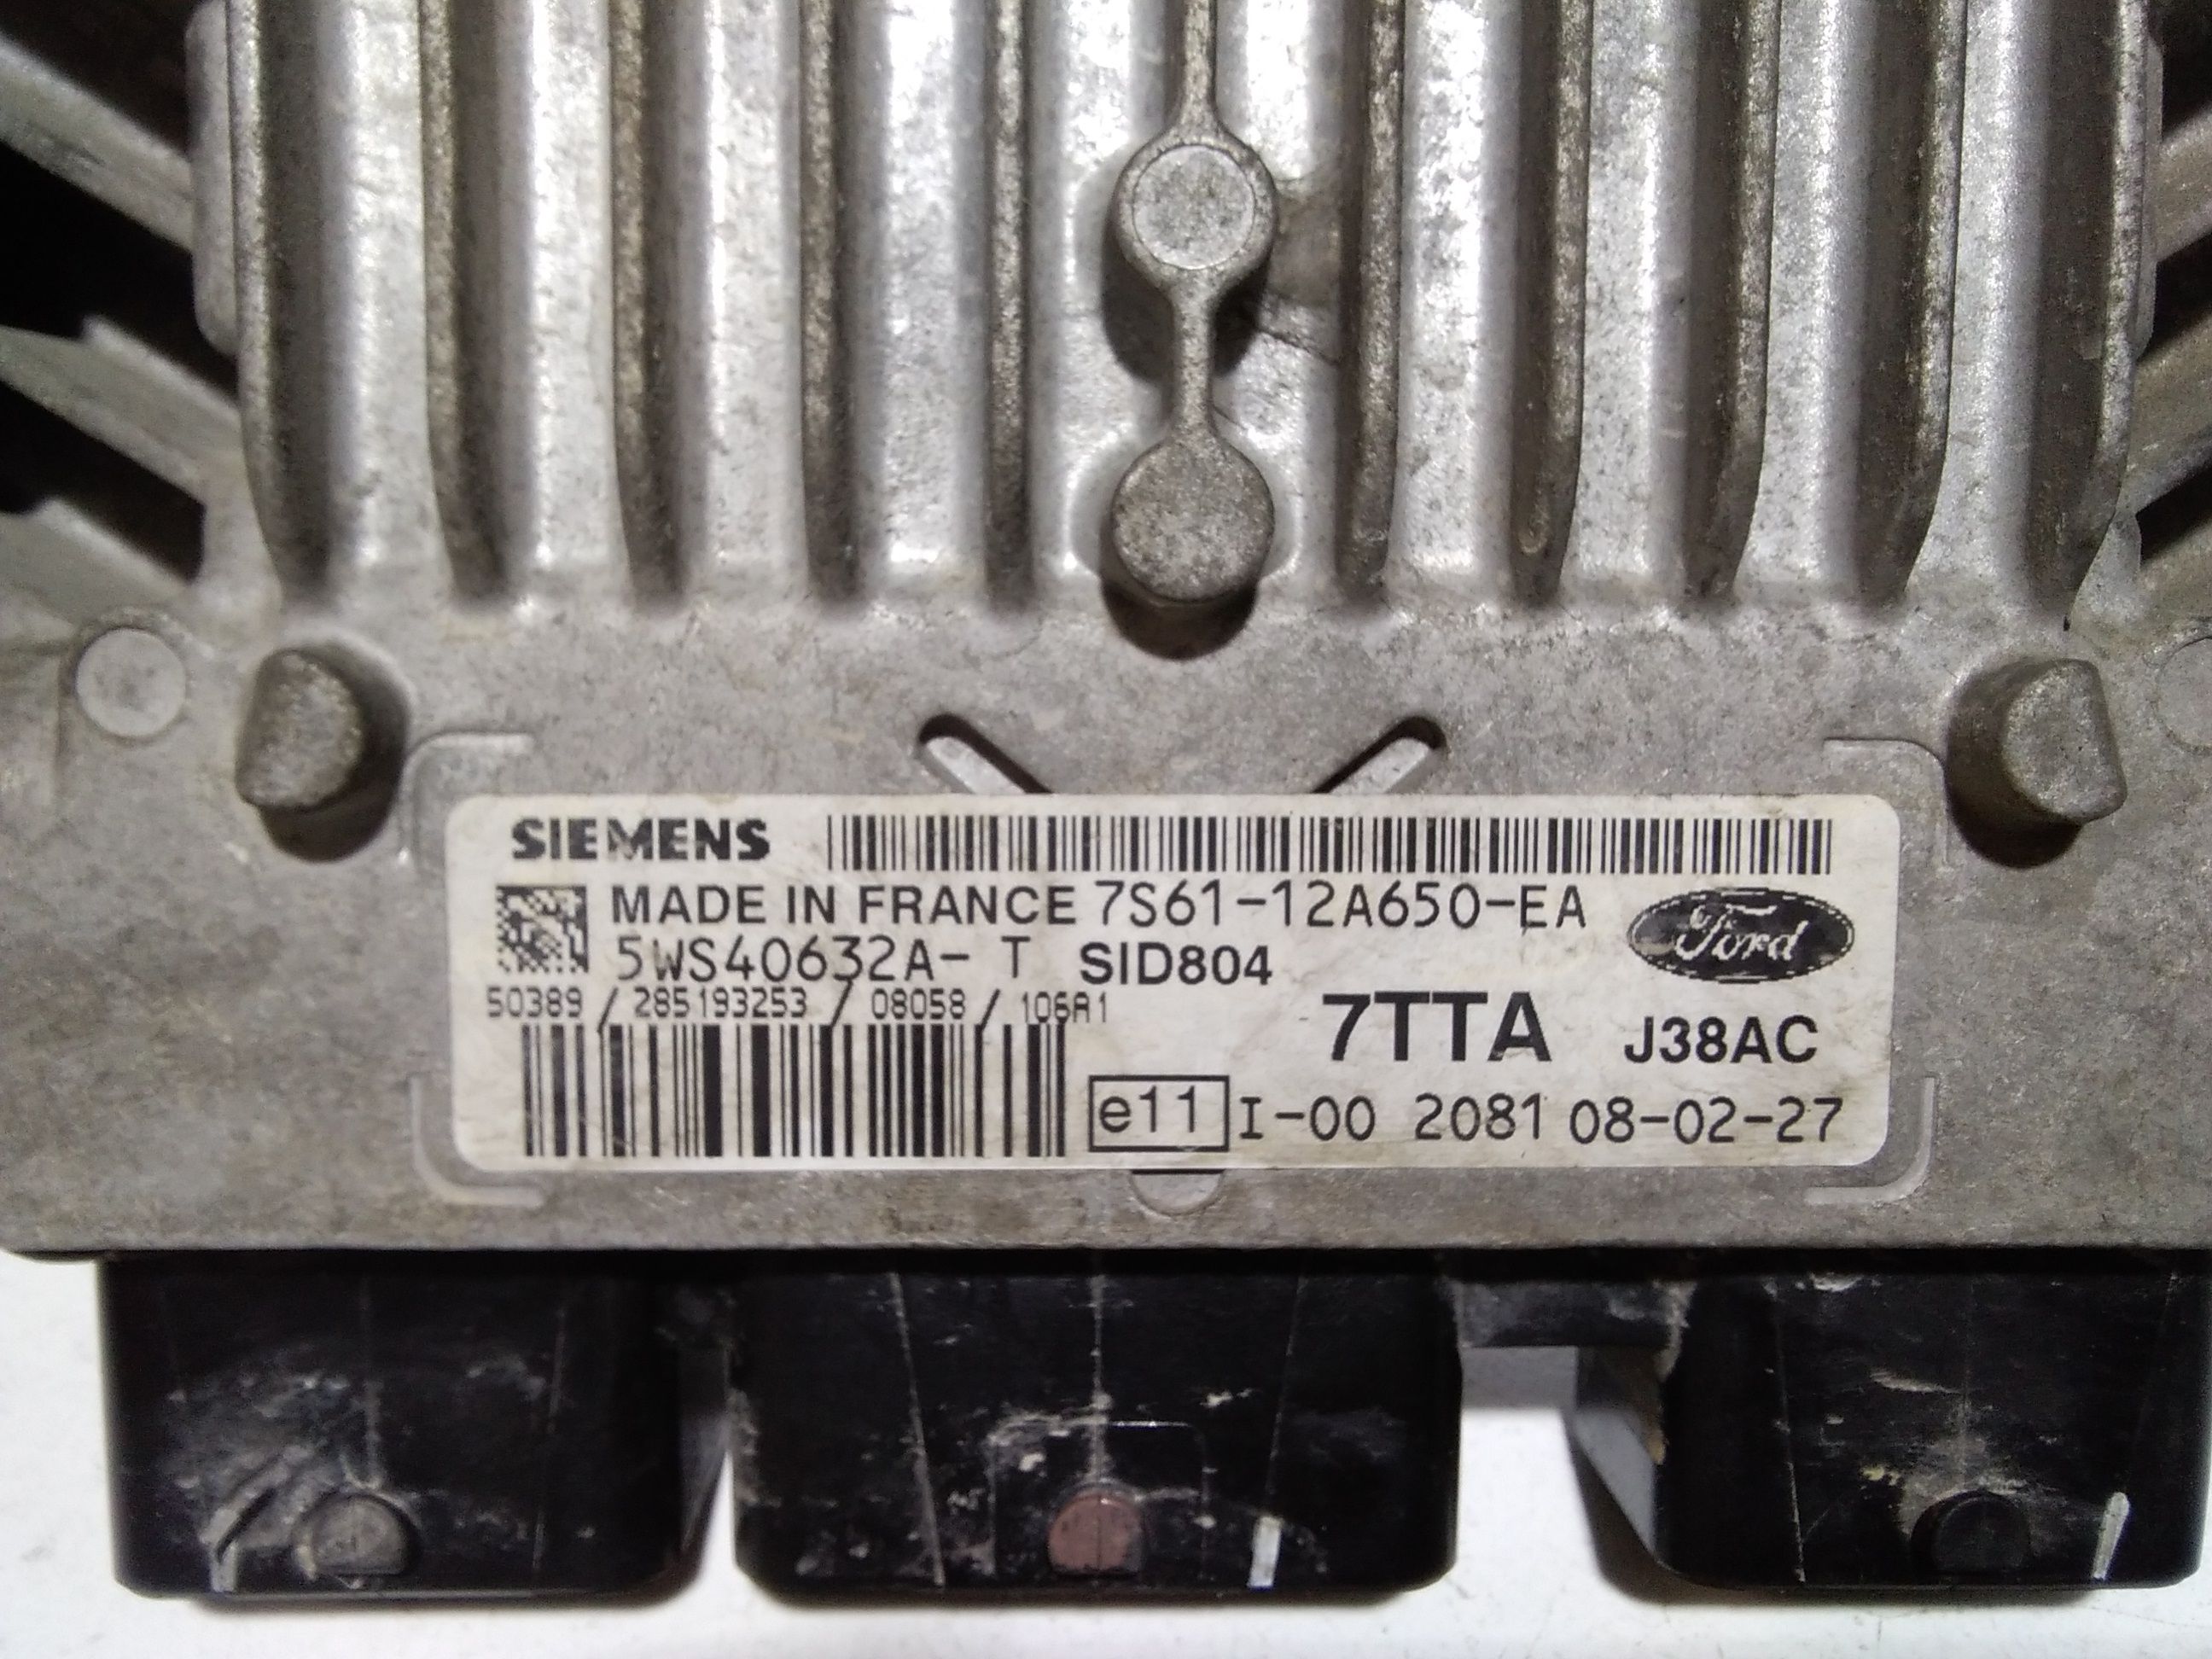 SIEMENS
MADE IN FRANCE 7S61-12A650-EA
Ford
5WS40632A- T SID804
50389 / 285193253 / 08058 / 106A1
7TTA J38AC
e11 I-00 2081 08-02-27